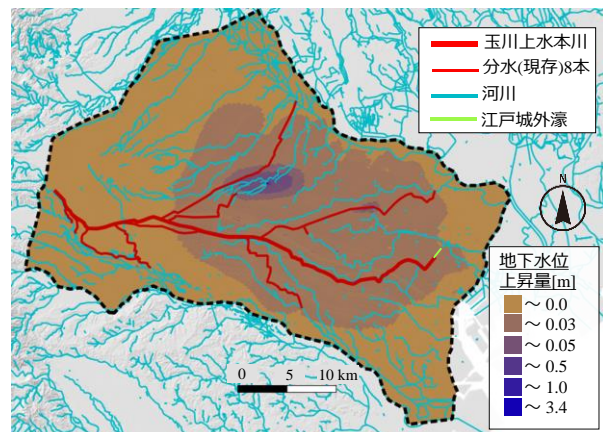 玉川上水本川
分水(現存)8本
河川
江戸城外濠
N
地下水位
上昇量[m]
～ 0.0
～ 0.03
～ 0.05
～ 0.5
～ 1.0
～ 3.4
0 5 10 km